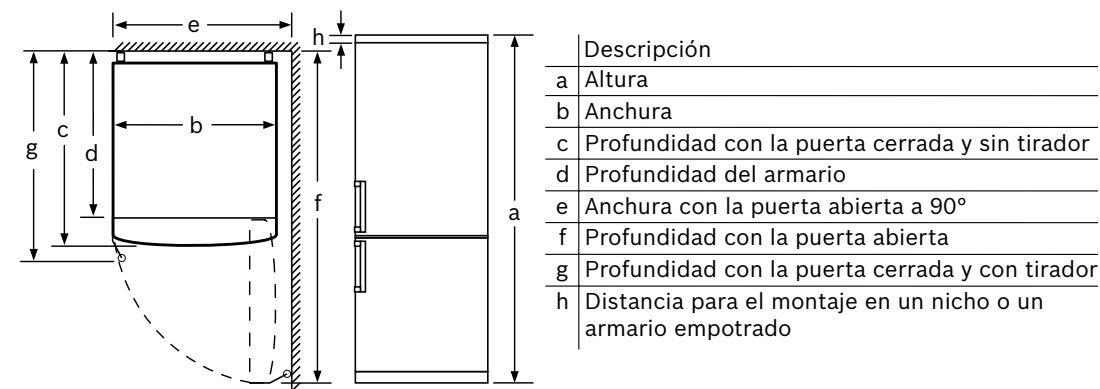 e
h
g
c
d
b
f
a
Descripción
a Altura
b Anchura
c Profundidad con la puerta cerrada y sin tirador
d Profundidad del armario
e Anchura con la puerta abierta a 90°
f Profundidad con la puerta abierta
g Profundidad con la puerta cerrada y con tirador
h Distancia para el montaje en un nicho o un
armario empotrado